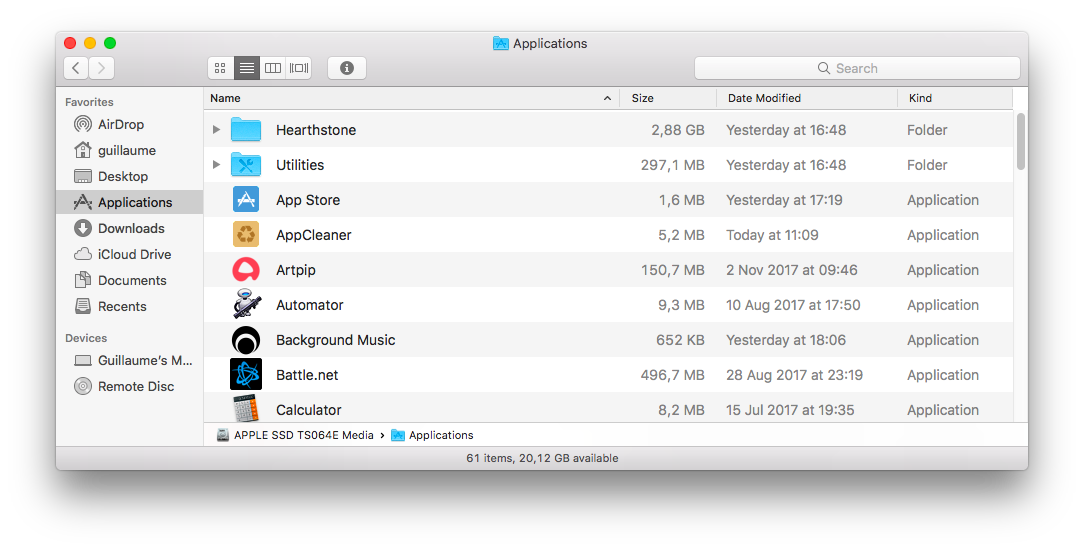 Applications
Search
Favorites
AirDrop
guillaume
Desktop
Applications
Downloads
iCloud Drive
Documents
Recents
Devices
Guillaume's M...
Remote Disc
Name Size Date Modified Kind
Hearthstone 2,88 GB Yesterday at 16:48 Folder
Utilities 297,1 MB Yesterday at 16:48 Folder
App Store 1,6 MB Yesterday at 17:19 Application
AppCleaner 5,2 MB Today at 11:09 Application
Artpip 150,7 MB 2 Nov 2017 at 09:46 Application
Automator 9,3 MB 10 Aug 2017 at 17:50 Application
Background Music 652 KB Yesterday at 18:06 Application
Battle.net 496,7 MB 28 Aug 2017 at 23:19 Application
Calculator 8,2 MB 15 Jul 2017 at 19:35 Application
APPLE SSD TS064E Media › Applications
61 items, 20,12 GB available